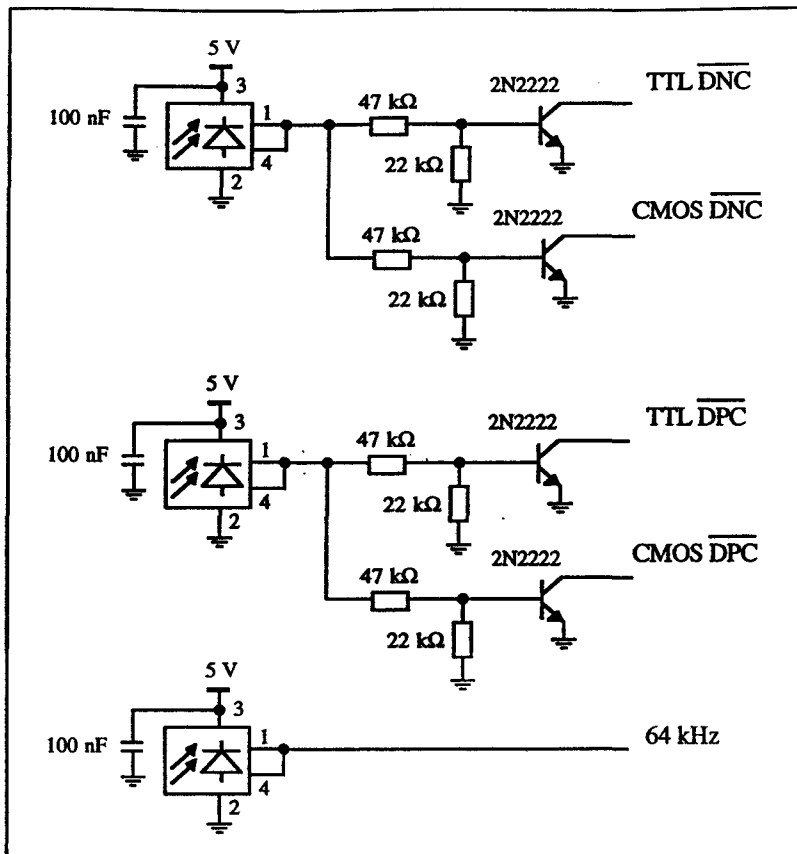 5 V
3
100 nF
1
4
2
47 kΩ
22 kΩ
2N2222
TTL DNC
47 kΩ
22 kΩ
2N2222
CMOS DNC
5 V
3
100 nF
1
4
2
47 kΩ
22 kΩ
2N2222
TTL DPC
47 kΩ
22 kΩ
2N2222
CMOS DPC
5 V
3
100 nF
1
4
2
64 kHz